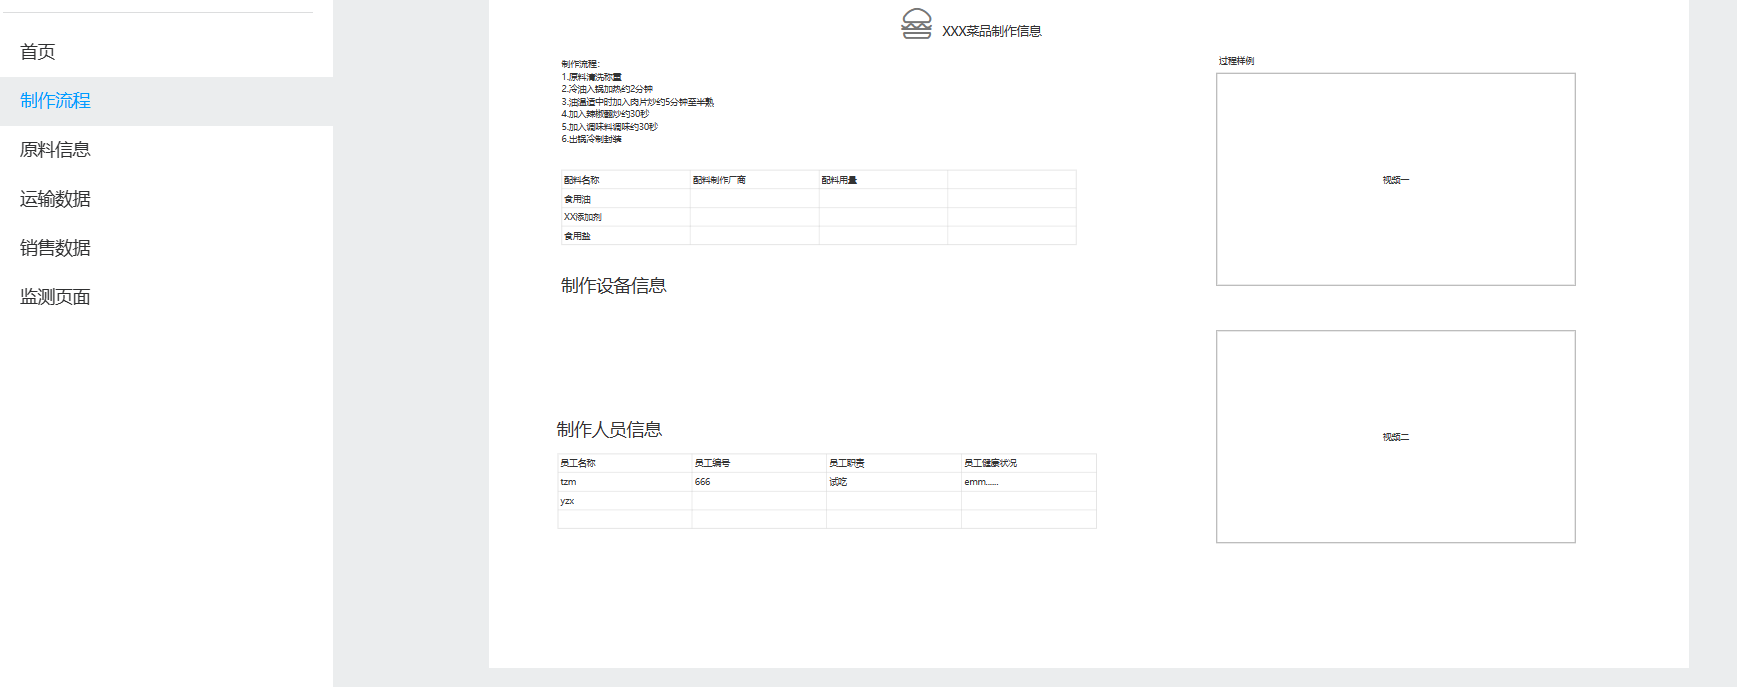 首页
制作流程
原料信息
运输数据
销售数据
监测页面
XXX菜品制作信息
制作流程：
1.原料清洗称重
2.冷油入锅加热约2分钟
3.油温适中时加入肉片炒约5分钟至半熟
4.加入辣椒翻炒约30秒
5.加入调味料调味约30秒
6.出锅冷制封装
配料名称 配料制作厂商 配料用量
食用油
XX添加剂
食用盐
制作设备信息
制作人员信息
员工名称 员工编号 员工职责 员工健康状况
tzm 666 试吃 emm......
yzx
过程样例
视频一
视频二